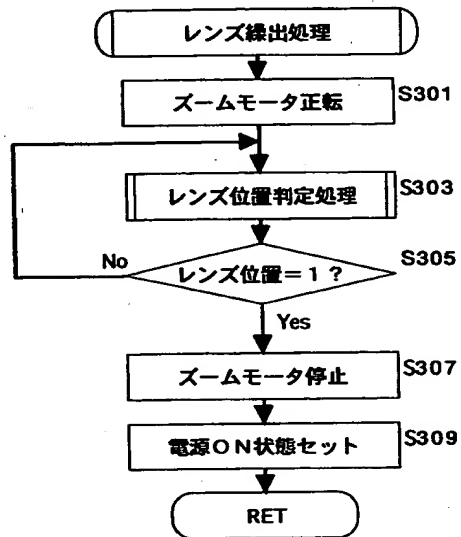 レンズ繰出処理
ズームモータ正転
S301
レンズ位置判定処理
S303
レンズ位置=1?
S305
No
Yes
ズームモータ停止
S307
電源ON状態セット
S309
RET